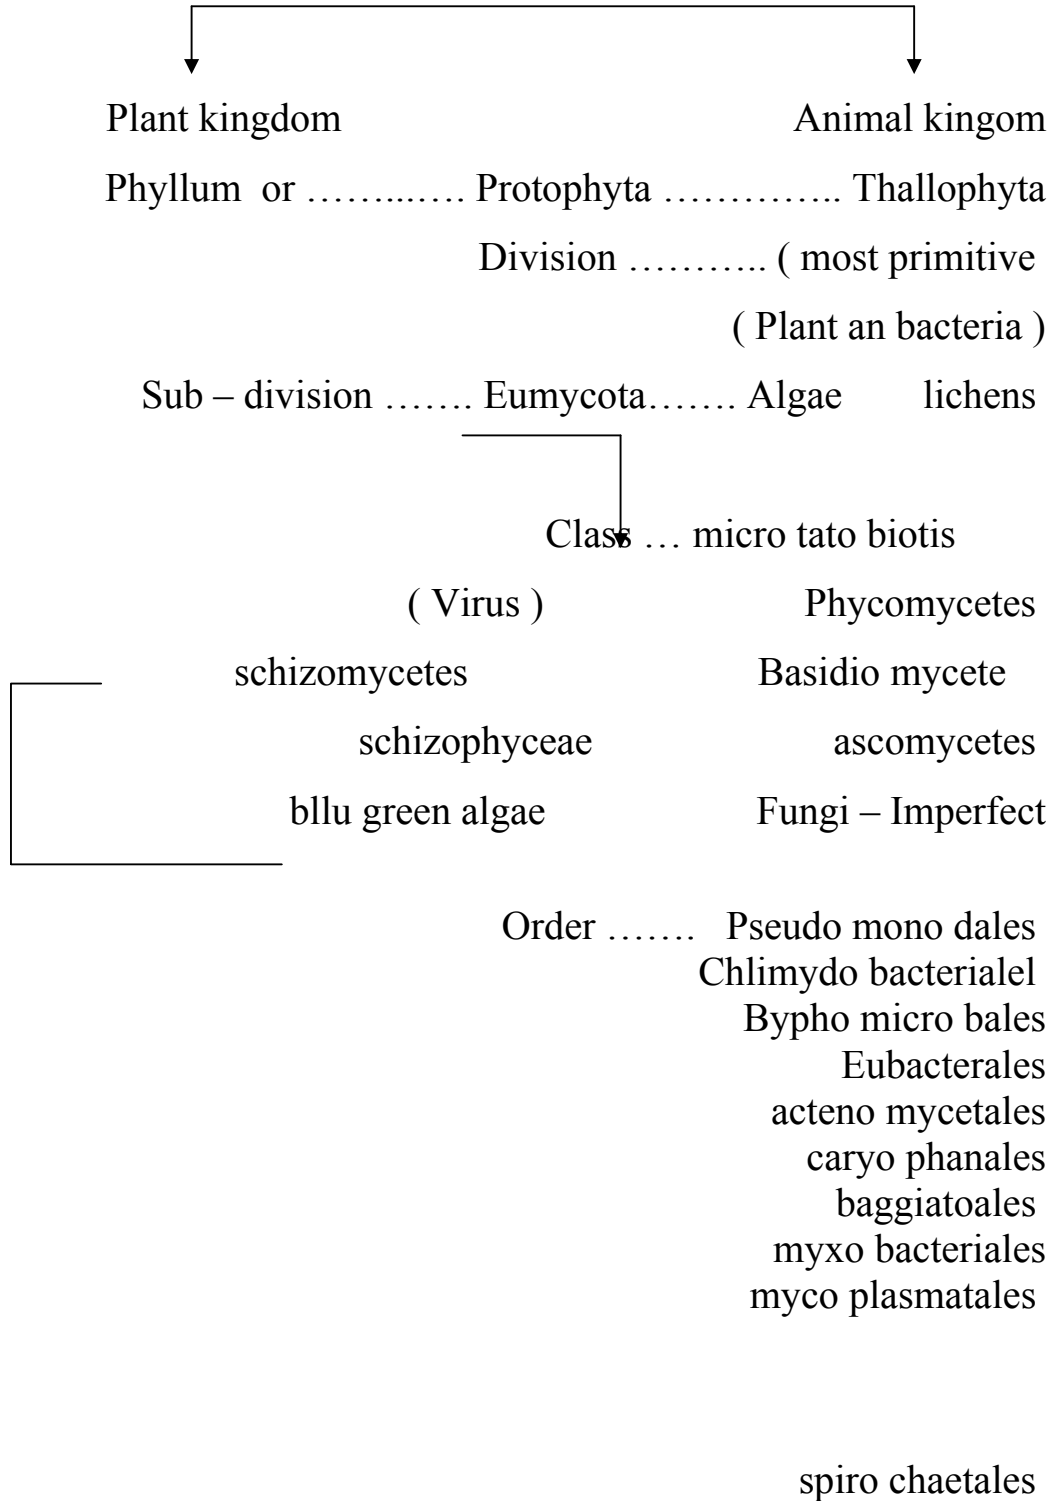 Plant kingdom Animal kingom
Phyllum or ……...…. Protophyta ………….. Thallophyta
Division ……….. ( most primitive
( Plant an bacteria )
Sub – division ……. Eumycota……. Algae lichens
Class … micro tato biotis
( Virus ) Phycomycetes
schizomycetes Basidio mycete
schizophyceae ascomycetes
bllu green algae Fungi – Imperfect
Order ……. Pseudo mono dales
Chlimydo bacterialel
Bypho micro bales
Eubacterales
acteno mycetales
caryo phanales
baggiatoales
myxo bacteriales
myco plasmatales
spiro chaetales